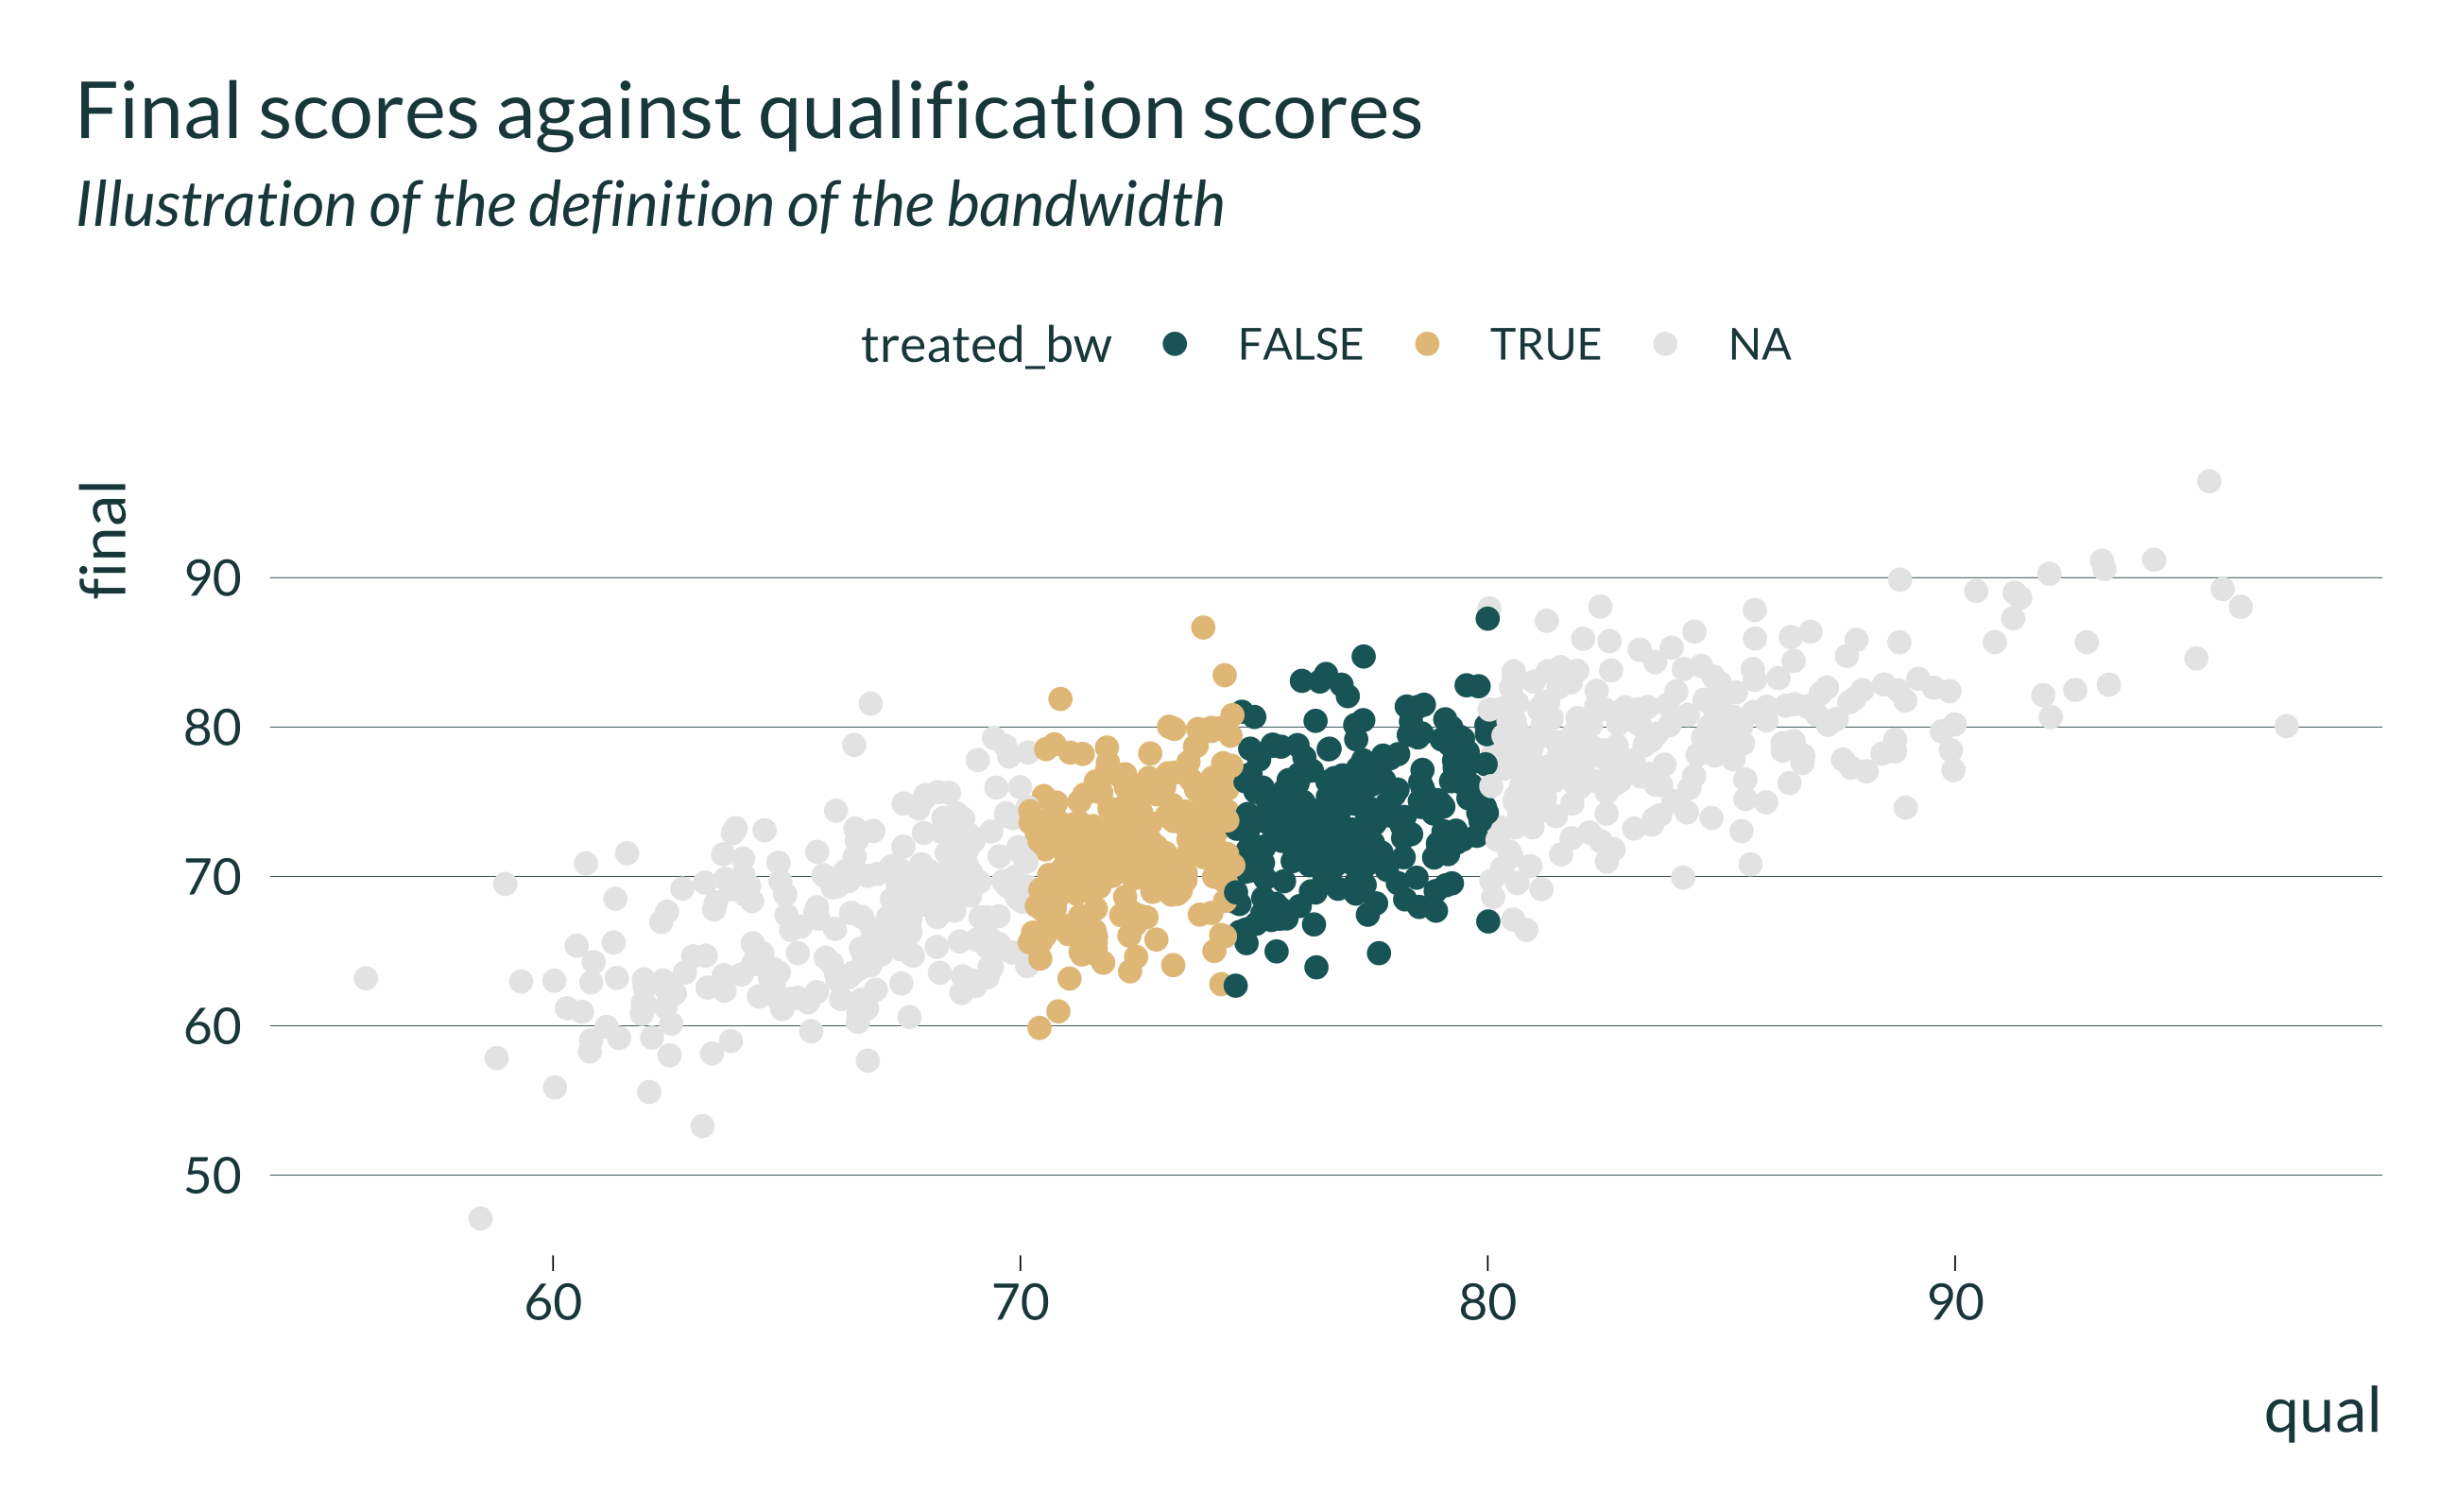 Final scores against qualification scores
Illustration of the definition of the bandwidth
treated_bw FALSE TRUE NA
final
90
80
70
60
50
60 70 80 90
qual